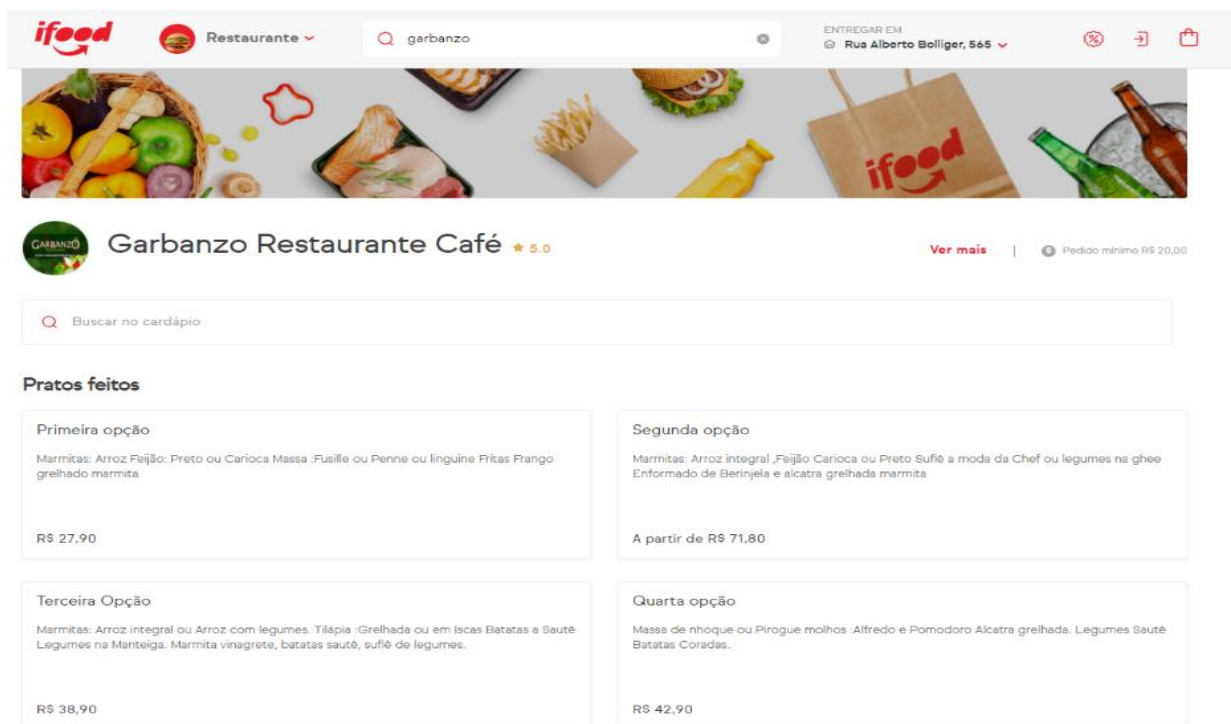 ifood
Restaurante
garbanzo
ENTREGAR EM
Rua Alberto Bolliger, 565
ifood
GARBANZO
Garbanzo Restaurante Café ★ 5.0
Ver mais | Pedido mínimo R$ 20,00
Buscar no cardápio
Pratos feitos
Primeira opção
Marmitas: Arroz Feijão: Preto ou Carioca Massa :Fusille ou Penne ou linguine Fritas Frango
grelhado marmita
R$ 27,90
Segunda opção
Marmitas: Arroz integral ,Feijão Carioca ou Preto Suflê a moda da Chef ou legumes na ghee
Enformado de Berinjela e alcatra grelhada marmita
A partir de R$ 71,80
Terceira Opção
Marmitas: Arroz integral ou Arroz com legumes. Tilápia :Grelhada ou em iscas Batatas a Sautê
Legumes na Manteiga. Marmita vinagrete, batatas sautê, suflê de legumes.
R$ 38,90
Quarta opção
Massa de nhoque ou Pirogue molhos :Alfredo e Pomodoro Alcatra grelhada. Legumes Sautê
Batatas Coradas.
R$ 42,90